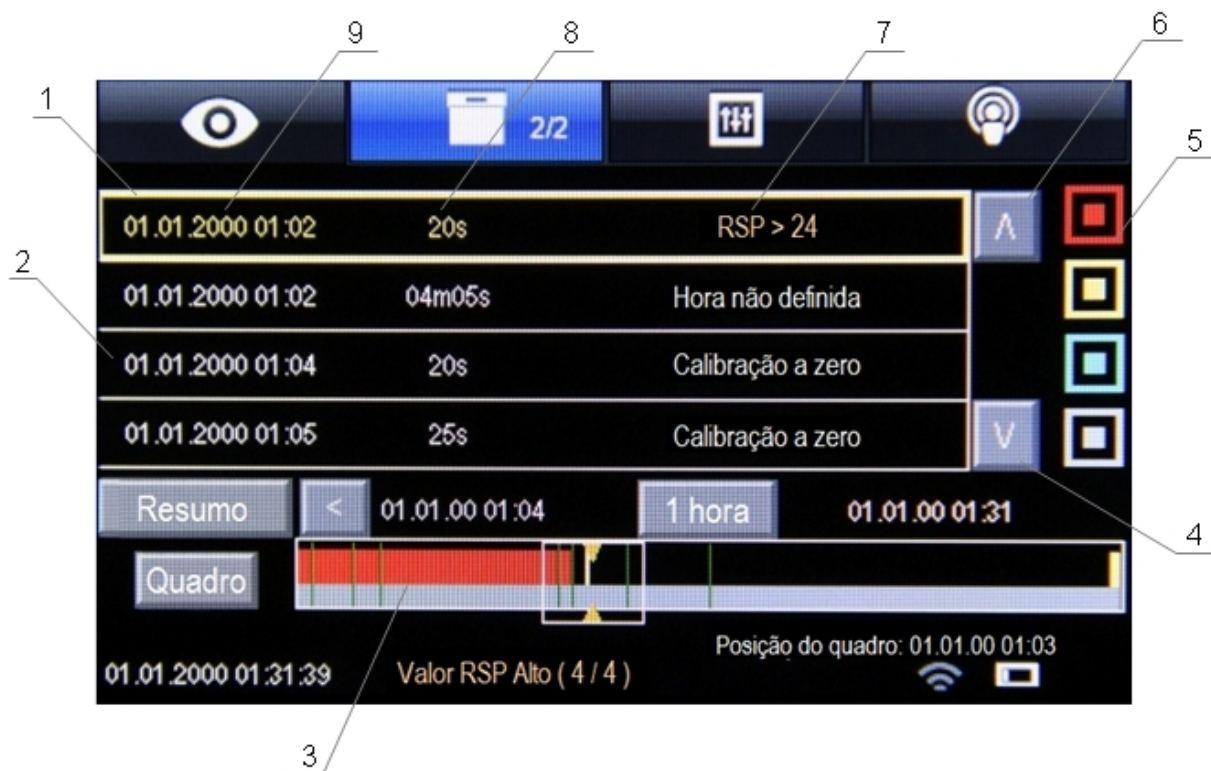 9 8 7 6
1
2/2
5
01.01.2000 01:02 20s RSP > 24 Λ
2
01.01.2000 01:02 04m05s Hora não definida
01.01.2000 01:04 20s Calibração a zero
01.01.2000 01:05 25s Calibração a zero V
Resumo < 01.01.00 01:04 1 hora 01.01.00 01:31
4
Quadro
Posição do quadro: 01.01.00 01:03
01.01.2000 01:31:39 Valor RSP Alto ( 4 / 4 )
3